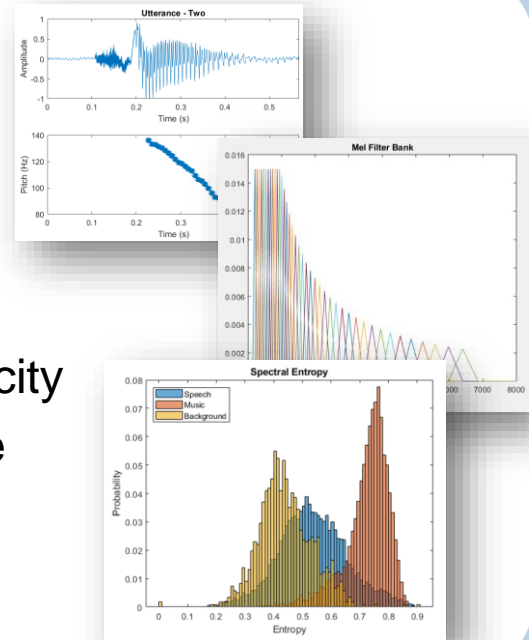 Utterance - Two
1
0.5
0
-0.5
-1
Amplitude
0 0.1 0.2 0.3 0.4 0.5
Time (s)
140
120
100
80
Pitch (Hz)
0 0.1 0.2 0.3
Time (s)
Mel Filter Bank
0.016
0.014
0.012
0.01
0.008
0.006
0.004
0.002
7000 8000
Spectral Entropy
Speech
Music
Background
0.08
0.07
0.06
0.05
0.04
0.03
0.02
0.01
0
Probability
0 0.1 0.2 0.3 0.4 0.5 0.6 0.7 0.8 0.9
Entropy